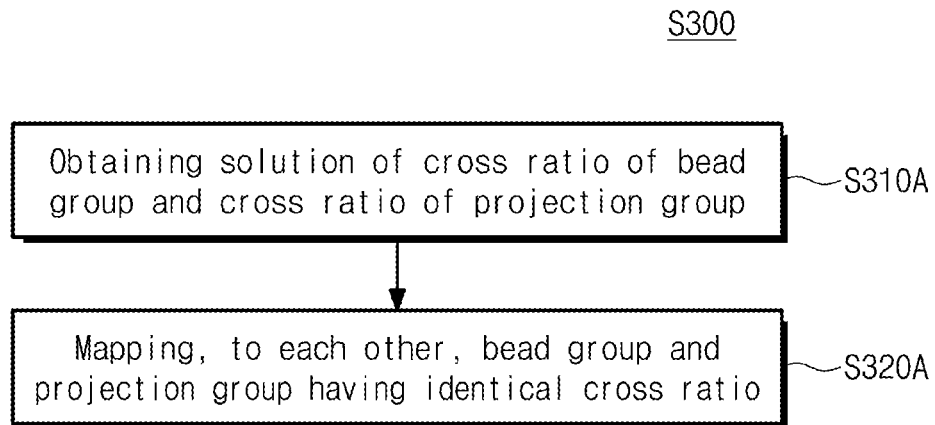 S300
Obtaining solution of cross ratio of bead
group and cross ratio of projection group
S310A
Mapping, to each other, bead group and
projection group having identical cross ratio
S320A